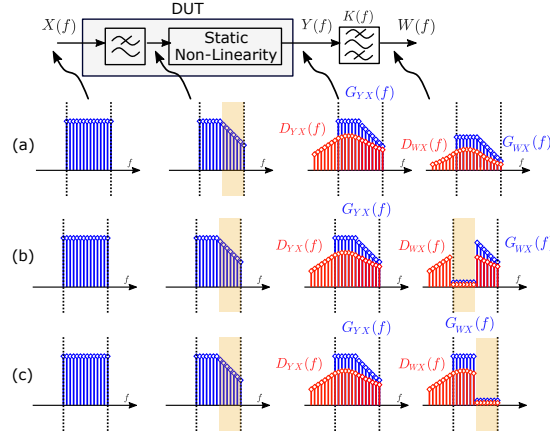 DUT
X(f)
Static
Non-Linearity
Y(f)
K(f)
W(f)
G_{YX}(f)
(a)
D_{YX}(f)
D_{WX}(f)
G_{WX}(f)
f
f
f
f
G_{YX}(f)
(b)
D_{YX}(f)
D_{WX}(f)
G_{WX}(f)
f
f
f
f
G_{YX}(f)
G_{WX}(f)
(c)
D_{YX}(f)
D_{WX}(f)
f
f
f
f